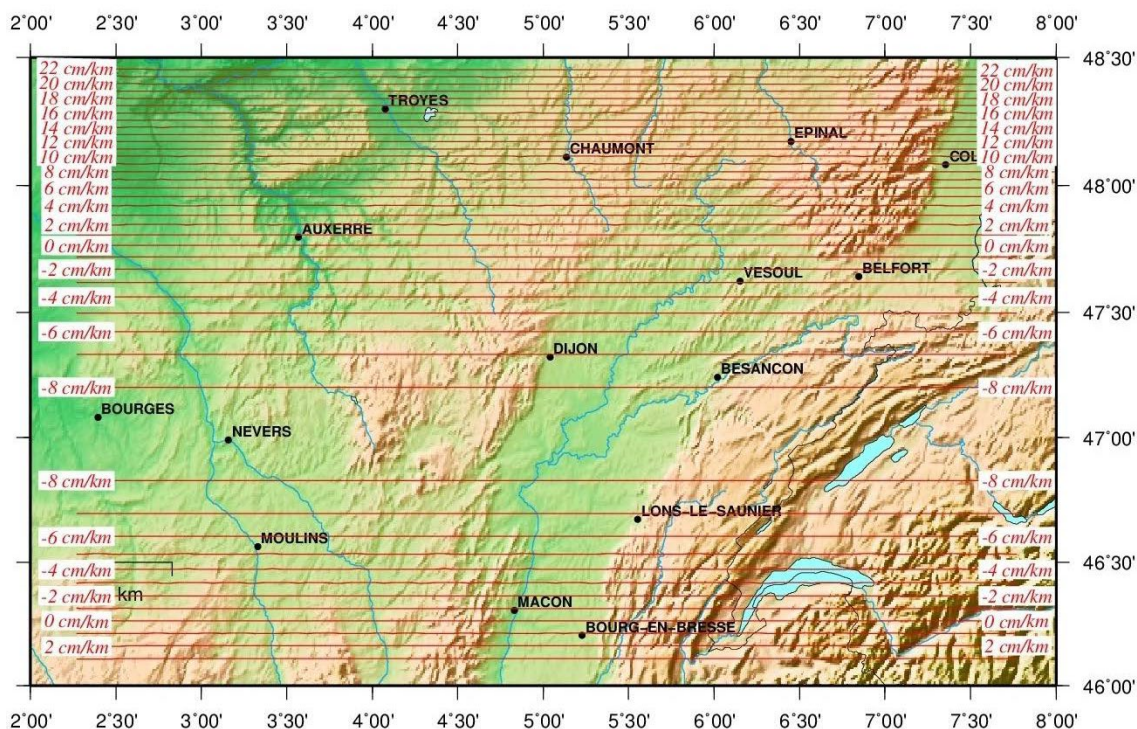 2˚00' 2˚30' 3˚00' 3˚30' 4˚00' 4˚30' 5˚00' 5˚30' 6˚00' 6˚30' 7˚00' 7˚30' 8˚00'
48˚30'
22 cm/km 22 cm/km
20 cm/km 20 cm/km
18 cm/km 18 cm/km
TROYES
16 cm/km 16 cm/km
14 cm/km EPINAL 14 cm/km
12 cm/km CHAUMONT 12 cm/km
10 cm/km COL 10 cm/km
8 cm/km 8 cm/km
6 cm/km 48˚00' 6 cm/km
4 cm/km 4 cm/km
2 cm/km AUXERRE 2 cm/km
0 cm/km 0 cm/km
-2 cm/km VESOUL BELFORT -2 cm/km
-4 cm/km -4 cm/km
47˚30'
-6 cm/km -6 cm/km
DIJON
BESANCON
-8 cm/km -8 cm/km
BOURGES
NEVERS 47˚00'
-8 cm/km -8 cm/km
LONS-LE-SAUNIER
-6 cm/km MOULINS -6 cm/km
46˚30'
-4 cm/km -4 cm/km
-2 cm/km km MACON -2 cm/km
0 cm/km BOURG-EN-BRESSE 0 cm/km
2 cm/km 2 cm/km
46˚00'
2˚00' 2˚30' 3˚00' 3˚30' 4˚00' 4˚30' 5˚00' 5˚30' 6˚00' 6˚30' 7˚00' 7˚30' 8˚00'